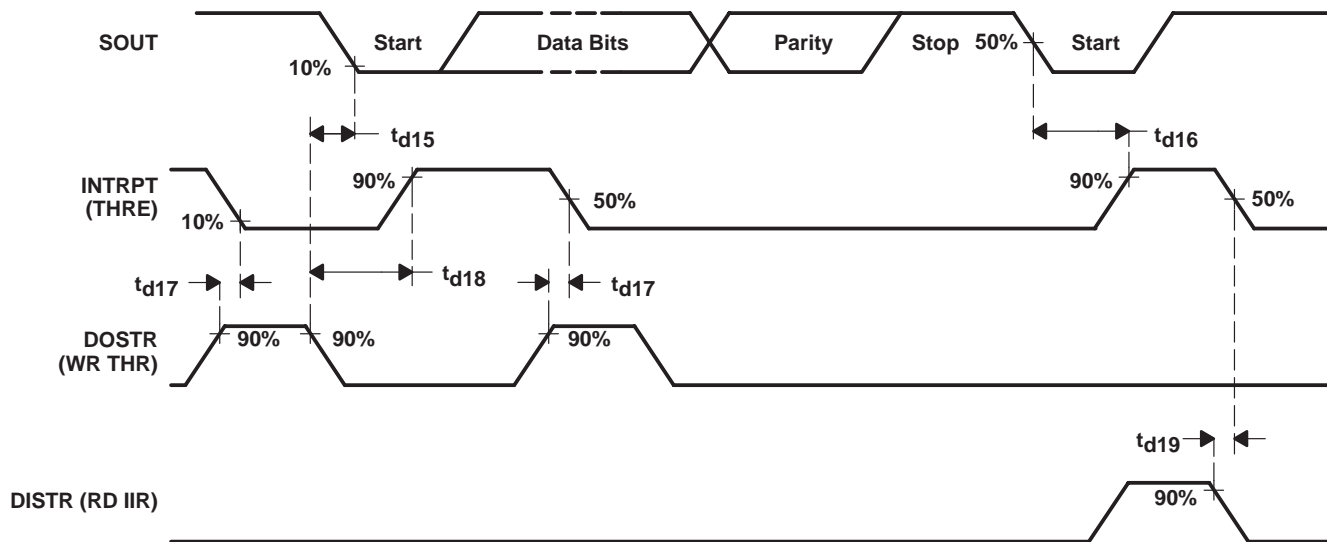 SOUT
Start
Data Bits
Parity
Stop
50%
Start
10%
td15
td16
INTRPT
(THRE)
90%
50%
90%
50%
10%
td17
td18
td17
DOSTR
(WR THR)
90%
90%
90%
td19
DISTR (RD IIR)
90%